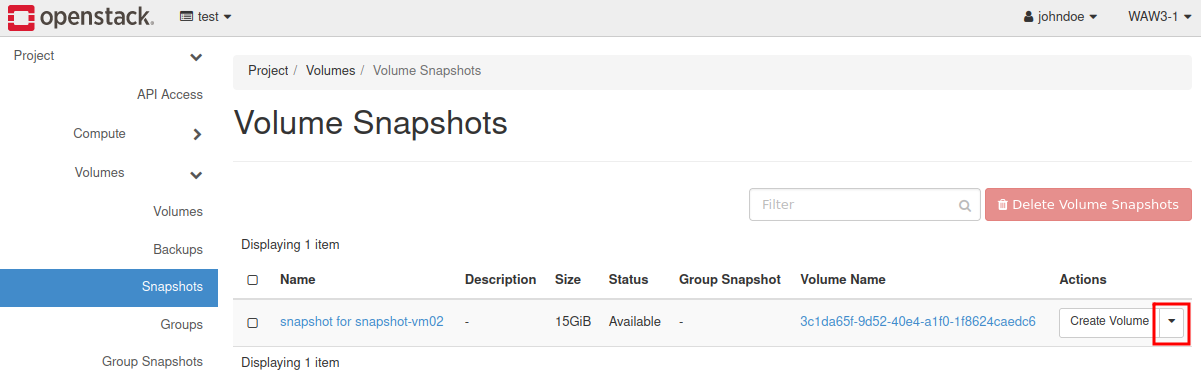 openstack. test johndoe WAW3-1
Project
API Access
Compute
Volumes
Volumes
Backups
Snapshots
Groups
Group Snapshots
Project / Volumes / Volume Snapshots
Volume Snapshots
Filter Delete Volume Snapshots
Displaying 1 item
Name Description Size Status Group Snapshot Volume Name Actions
snapshot for snapshot-vm02 - 15GiB Available - 3c1da65f-9d52-40e4-a1f0-1f8624caedc6 Create Volume
Displaying 1 item